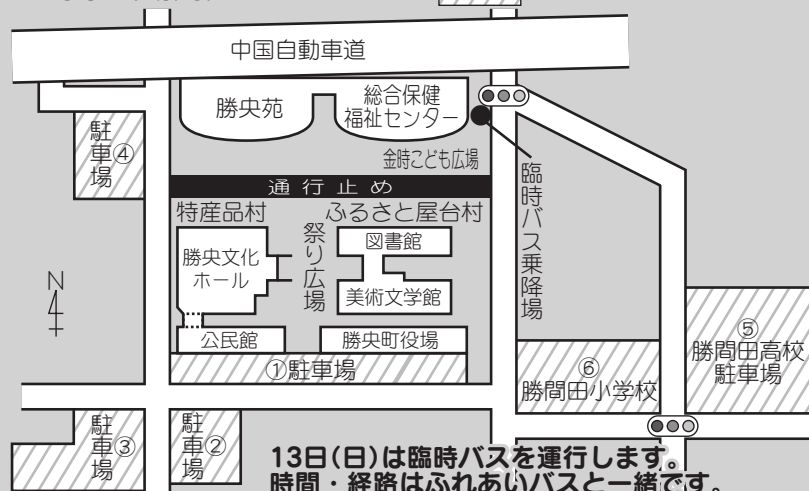 中国自動車道
勝央苑
総合保健
福祉センター
金時こども広場
駐車場④
通行止め
特産品村
ふるさと屋台村
臨時バス乗降場
祭り広場
図書館
勝央文化
ホール
美術文学館
N
公民館
勝央町役場
①駐車場
⑤
勝間田高校
駐車場
⑥
勝間田小学校
駐車場③
駐車場②
13日(日)は臨時バスを運行します。
時間・経路はふれあいバスと一緒です。